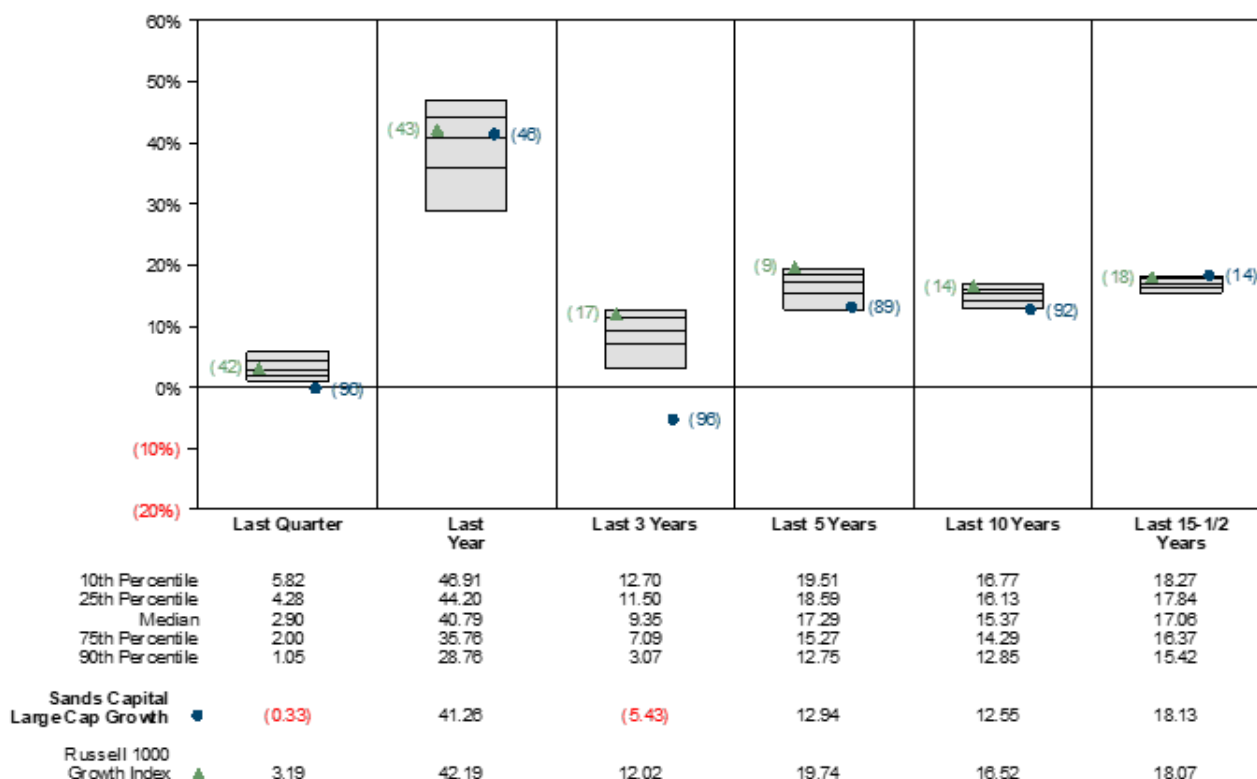 60%
50%
40%
30%
20%
10%
0%
(10%)
(20%)
(42)
(43) (46)
(17) (96)
(9) (89)
(14) (92)
(18) (14)
Last Quarter
Last
Year
Last 3 Years
Last 5 Years
Last 10 Years
Last 15-1/2
Years
10th Percentile 5.82 46.91 12.70 19.51 16.77 18.27
25th Percentile 4.28 44.20 11.50 18.59 16.13 17.84
Median 2.90 40.79 9.35 17.29 15.37 17.06
75th Percentile 2.00 35.76 7.09 15.27 14.29 16.37
90th Percentile 1.05 28.76 3.07 12.75 12.85 15.42
Sands Capital
Large Cap Growth (0.33) 41.26 (5.43) 12.94 12.55 18.13
Russell 1000
Growth Index 3.19 42.19 12.02 19.74 16.52 18.07